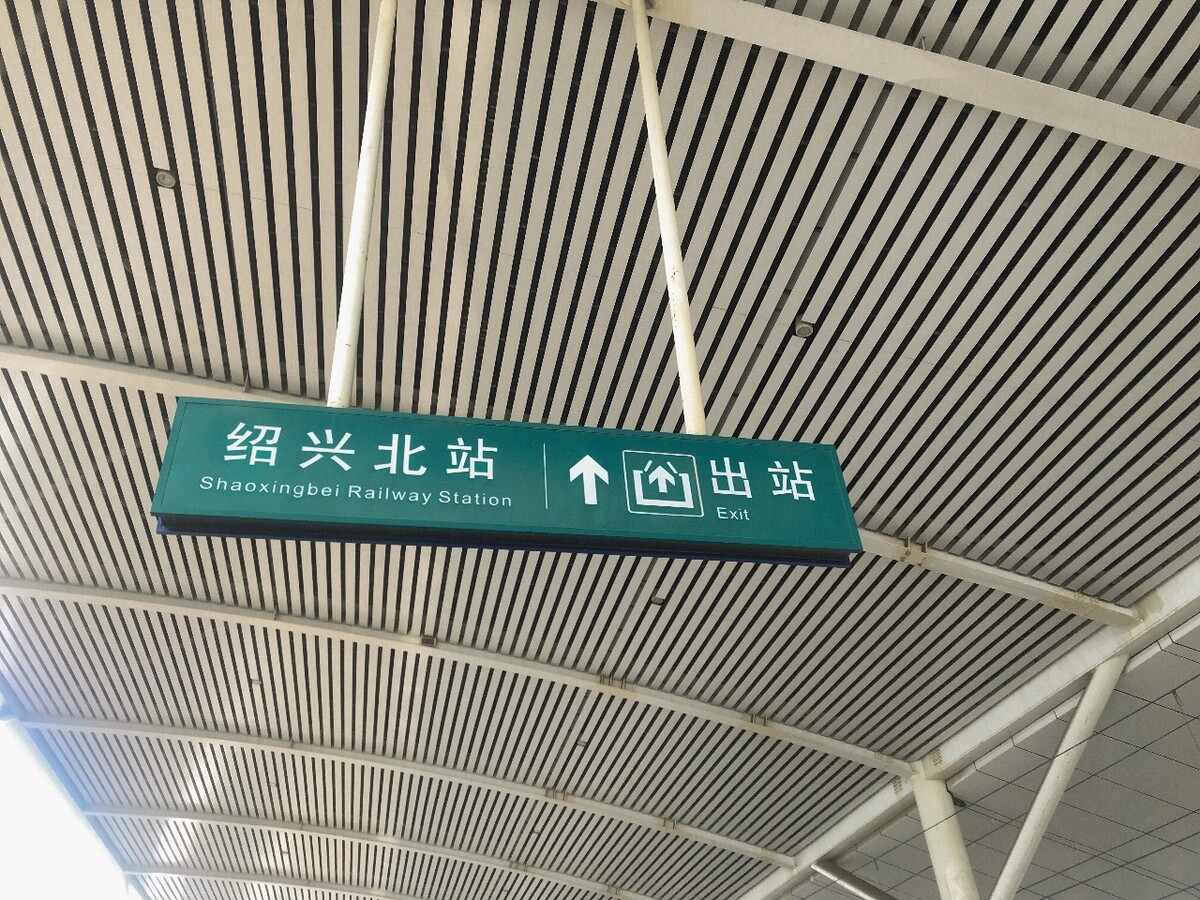 绍兴北站
Shaoxingbei Railway Station
出站
Exit